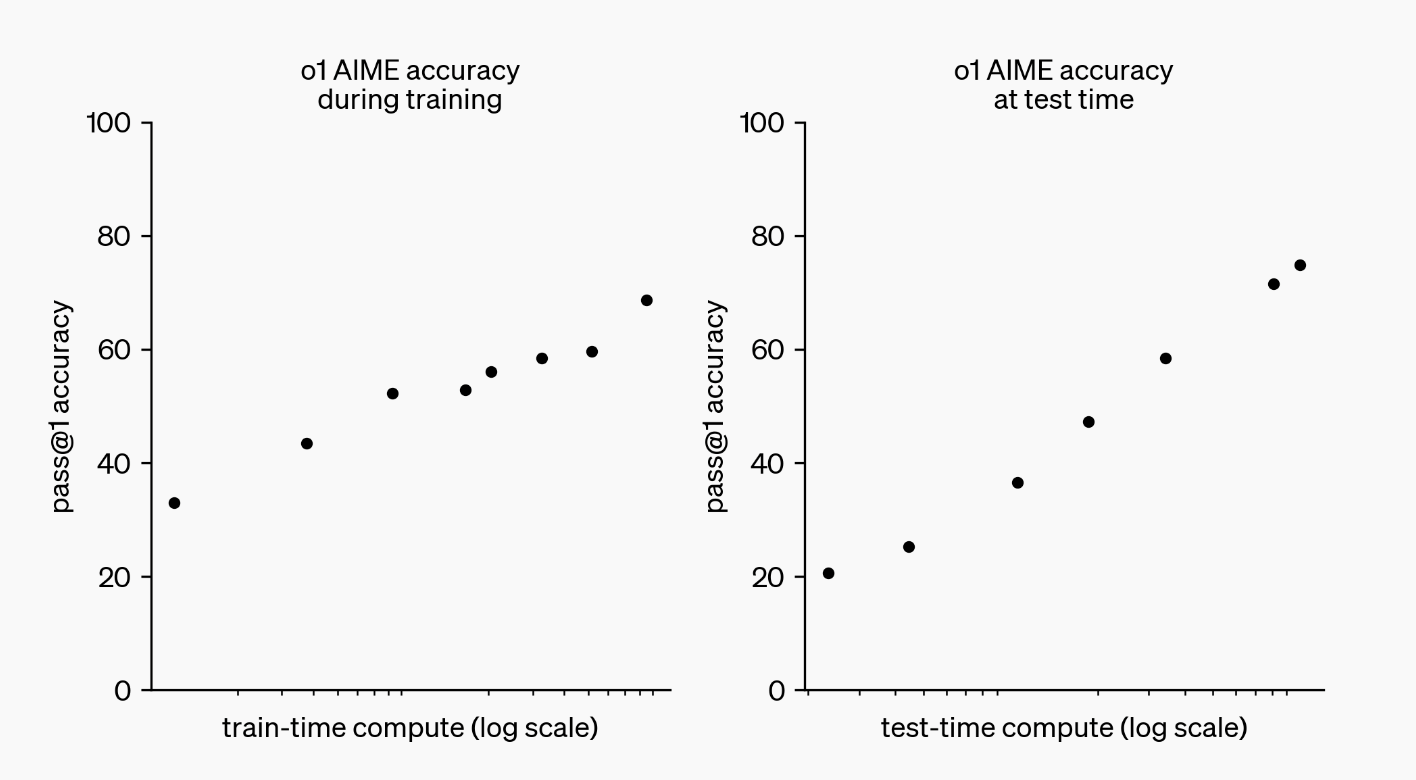 o1 AIME accuracy
during training
100
80
60
40
20
0
pass@1 accuracy
train-time compute (log scale)
o1 AIME accuracy
at test time
100
80
60
40
20
0
pass@1 accuracy
test-time compute (log scale)